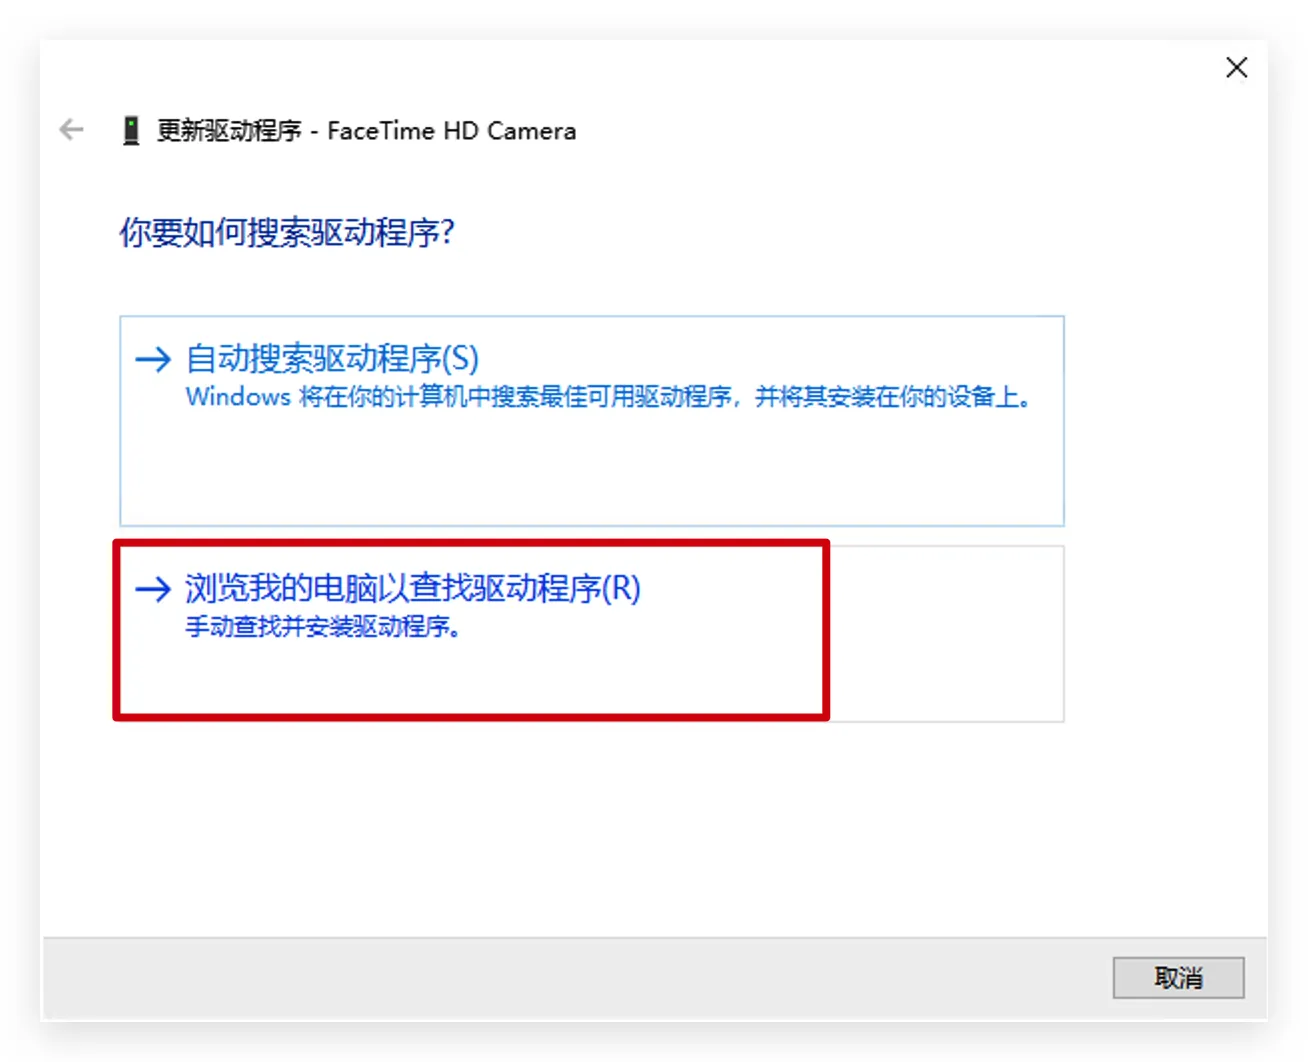 更新驱动程序 - FaceTime HD Camera
你要如何搜索驱动程序?
自动搜索驱动程序(S)
Windows 将在你的计算机中搜索最佳可用驱动程序，并将其安装在你的设备上。
浏览我的电脑以查找驱动程序(R)
手动查找并安装驱动程序。
取消